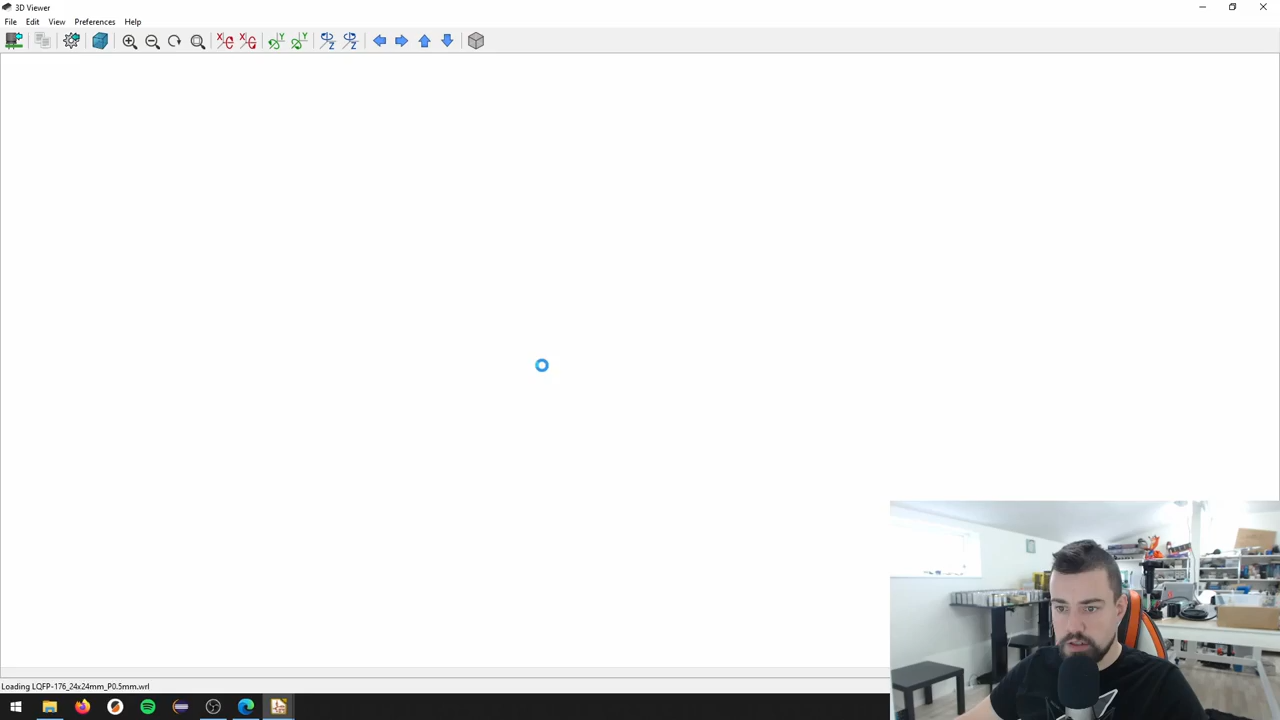 3D Viewer
File Edit View Preferences Help
Loading LQFP-176_24x24mm_P0.5mm.wrl